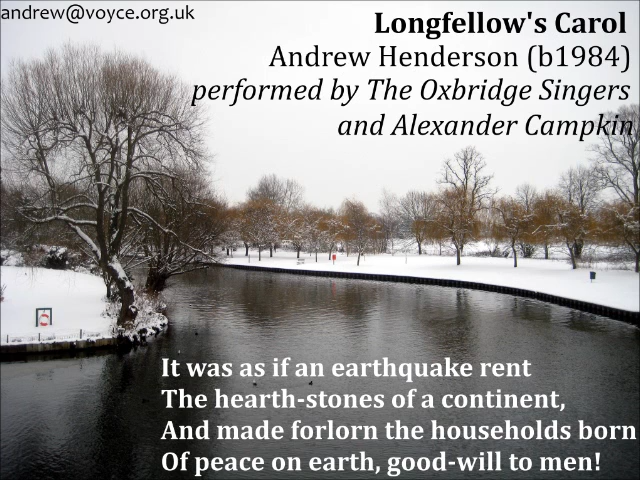 andrew@voyce.org.uk
Longfellow's Carol
Andrew Henderson (b1984)
performed by The Oxbridge Singers
and Alexander Campkin
It was as if an earthquake rent
The hearth-stones of a continent,
And made forlorn the households born
Of peace on earth, good-will to men!